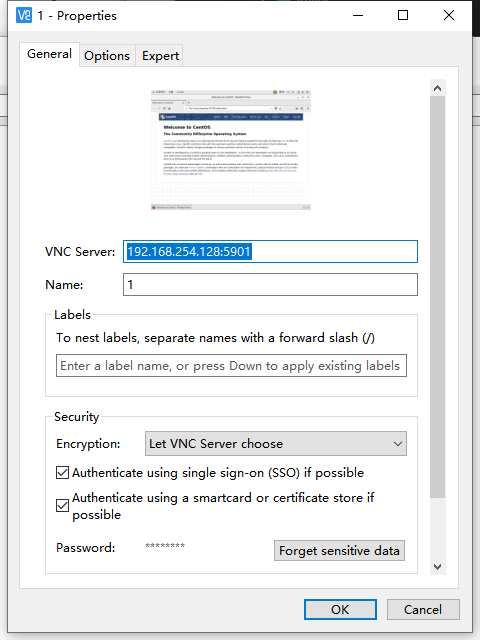 1 - Properties
General
Options
Expert
Welcome to CentOS
The Community ENTerprise Operating System
VNC Server:
192.168.254.128:5901
Name:
1
Labels
To nest labels, separate names with a forward slash (/)
Enter a label name, or press Down to apply existing labels
Security
Encryption:
Let VNC Server choose
Authenticate using single sign-on (SSO) if possible
Authenticate using a smartcard or certificate store if
possible
Password:
********
Forget sensitive data
OK
Cancel